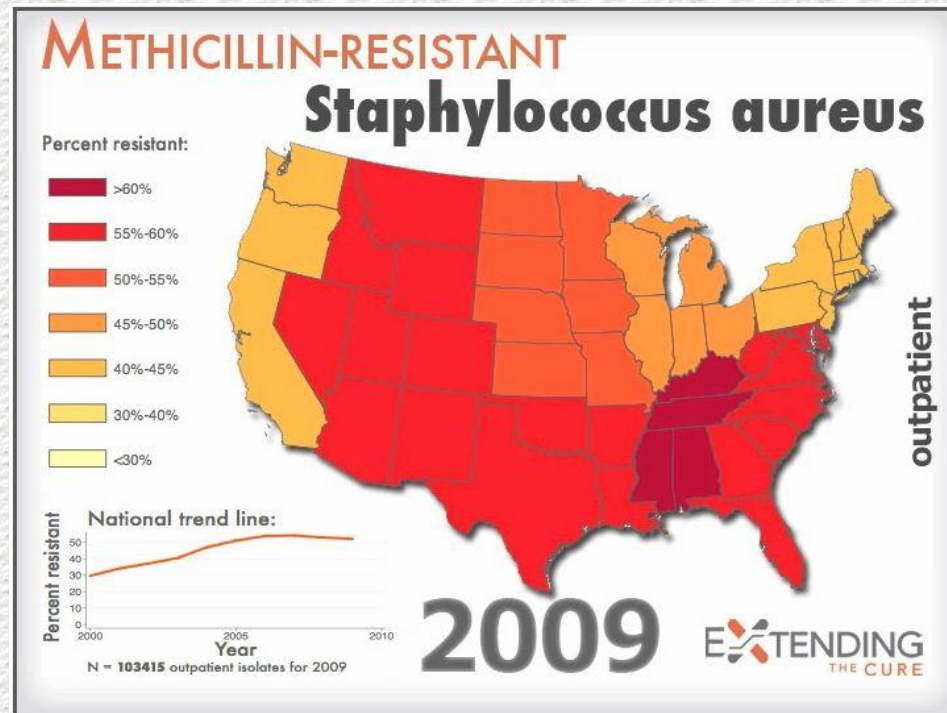 METHICILLIN-RESISTANT
Staphylococcus aureus
Percent resistant:
>60%
55%-60%
50%-55%
45%-50%
40%-45%
30%-40%
<30%
outpatient
National trend line:
Percent resistant
50
40
30
20
10
0
2000
2005
2010
Year
N = 103415 outpatient isolates for 2009
2009
EXTENDING
THE CURE